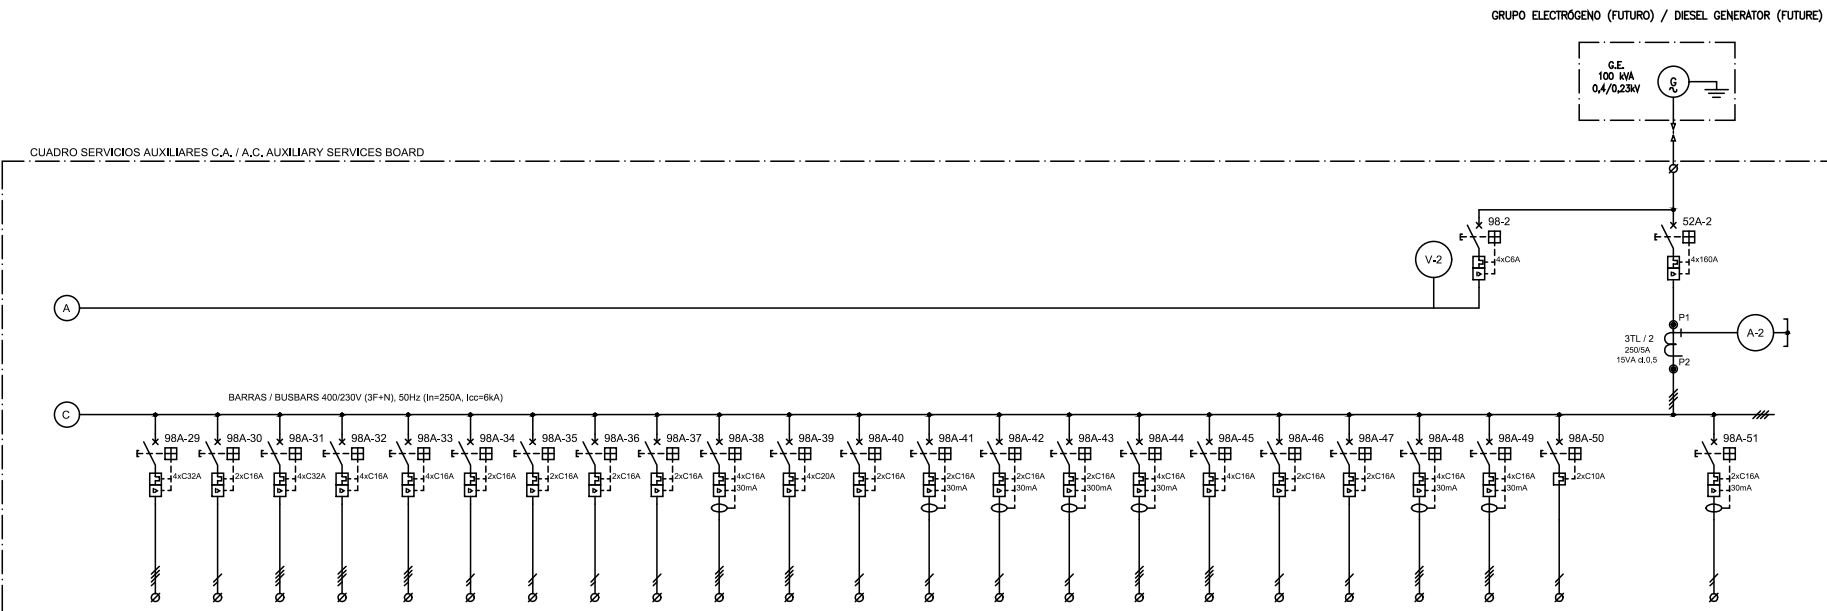 GRUPO ELECTRÓGENO (FUTURO) / DIESEL GENERATOR (FUTURE)
G.E.
100 kVA
0,4/0,23kV
G
~
CUADRO SERVICIOS AUXILIARES C.A. / A.C. AUXILIARY SERVICES BOARD
98-2
52A-2
V-2
4xC6A
4x160A
A
P1
3TL / 2
250/5A
15VA cl.0,5
A-2
P2
BARRAS / BUSBARS 400/230V (3F+N), 50Hz (In=250A, Icc=6kA)
C
98A-29
4xC32A
98A-30
2xC16A
98A-31
4xC32A
98A-32
4xC16A
98A-33
4xC16A
98A-34
2xC16A
98A-35
2xC16A
98A-36
2xC16A
98A-37
2xC16A
98A-38
4xC16A
30mA
98A-39
4xC20A
98A-40
2xC16A
98A-41
2xC16A
30mA
98A-42
2xC16A
30mA
98A-43
2xC16A
300mA
98A-44
4xC16A
30mA
98A-45
4xC16A
98A-46
2xC16A
98A-47
2xC16A
98A-48
4xC16A
30mA
98A-49
4xC16A
30mA
98A-50
2xC10A
98A-51
2xC16A
30mA